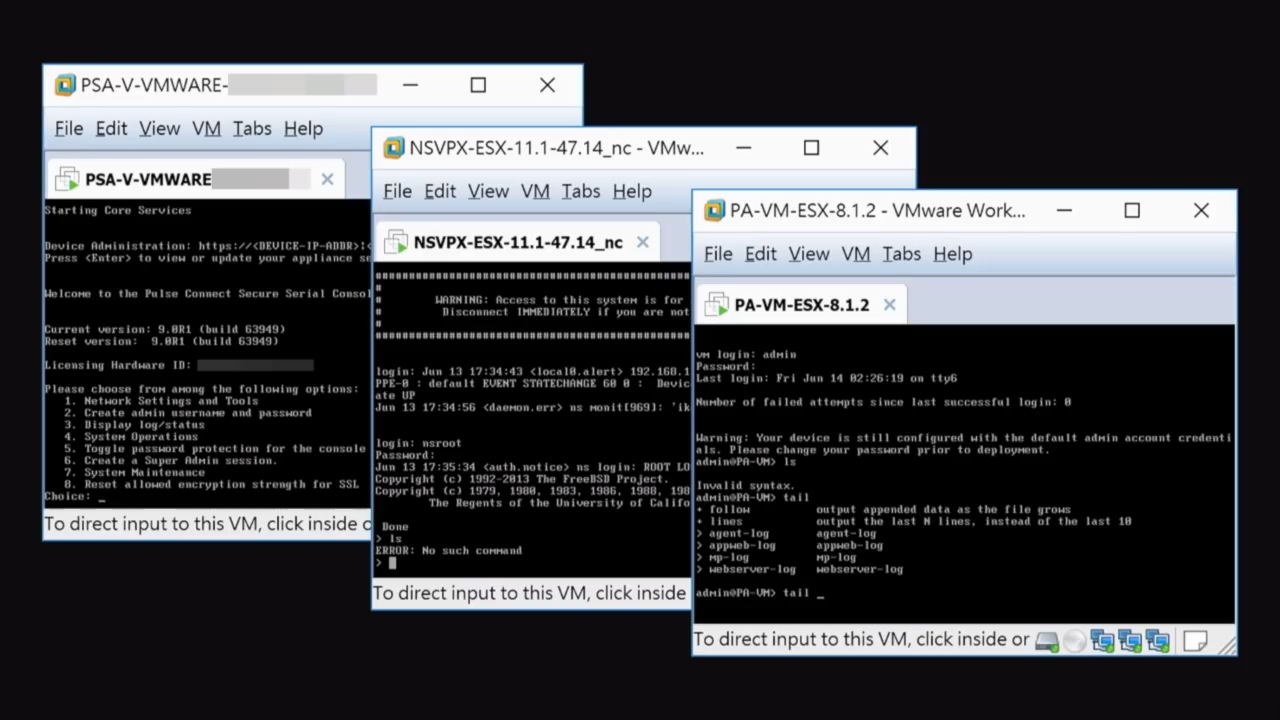 PSA-V-VMWARE-
File Edit View VM Tabs Help
PSA-V-VMWARE
Starting Core Services
Device Administration: https://<DEVICE-IP-ADDR>:<
Press <Enter> to view or update your appliance se
Welcome to the Pulse Connect Secure Serial Consol
Current version: 9.0R1 (build 63949)
Reset version: 9.0R1 (build 63949)
Licensing Hardware ID:
Please choose from among the following options:
1. Network Settings and Tools
2. Create admin username and password
3. Display log/status
4. System Operations
5. Toggle password protection for the console
6. Create a Super Admin session.
7. System Maintenance
8. Reset allowed encryption strength for SSL
Choice: _
To direct input to this VM, click inside o
NSVPX-ESX-11.1-47.14_nc - VMw...
File Edit View VM Tabs Help
NSVPX-ESX-11.1-47.14_nc
###################################################
#
# WARNING: Access to this system is for
# Disconnect IMMEDIATELY if you are not
#
###################################################
login: Jun 13 17:34:43 <local0.alert> 192.168.1
PPE-0 : default EVENT STATECHANGE 60 0 : Devic
ate UP
Jun 13 17:34:56 <daemon.err> ns monit[969]: 'ik
login: nsroot
Password:
Jun 13 17:35:34 <auth.notice> ns login: ROOT LO
Copyright (c) 1992-2013 The FreeBSD Project.
Copyright (c) 1979, 1980, 1983, 1986, 1988, 198
The Regents of the University of Califo
Done
> ls
ERROR: No such command
>
To direct input to this VM, click inside
PA-VM-ESX-8.1.2 - VMware Work...
File Edit View VM Tabs Help
PA-VM-ESX-8.1.2
vm login: admin
Password:
Last login: Fri Jun 14 02:26:19 on tty6
Number of failed attempts since last successful login: 0
Warning: Your device is still configured with the default admin account credenti
als. Please change your password prior to deployment.
admin@PA-VM> ls
Invalid syntax.
admin@PA-VM> tail
+ follow output appended data as the file grows
+ lines output the last N lines, instead of the last 10
> agent-log agent-log
> appweb-log appweb-log
> mp-log mp-log
> webserver-log webserver-log
admin@PA-VM> tail _
To direct input to this VM, click inside or